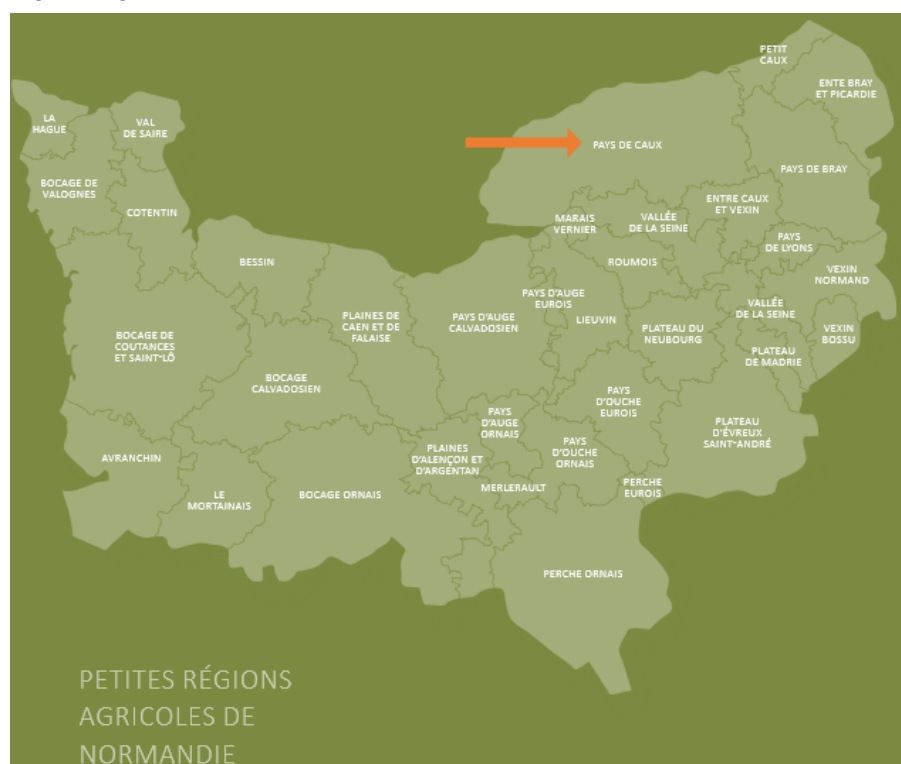 PETIT
CAUX
ENTE BRAY
ET PICARDIE
LA
HAGUE
VAL
DE SAIRE
PAYS DE CAUX
PAYS DE BRAY
BOCAGE DE
VALOGNES
COTENTIN
ENTRE CAUX
ET VEXIN
MARAIS
VERNIER
VALLÉE
DE LA SEINE
PAYS
DE LYONS
BESSIN
ROUMOIS
VEXIN
NORMAND
PAYS D'AUGE
EUROIS
PLAINES DE
CAEN ET DE
FALAISE
PAYS D'AUGE
CALVADOSIEN
LIEUVIN
VALLÉE
DE LA SEINE
PLATEAU DU
NEUBOURG
VEXIN
BOSSU
BOCAGE DE
COUTANCES
ET SAINT-LÔ
PLATEAU
DE MADRIE
BOCAGE
CALVADOSIEN
PAYS
D'OUCHE
EUROIS
PAYS
D'AUGE
ORNAIS
PLATEAU
D'ÉVREUX
SAINT-ANDRÉ
AVRANCHIN
PLAINES
D'ALENÇON ET
D'ARGENTAN
PAYS
D'OUCHE
ORNAIS
LE
MORTAINAIS
BOCAGE ORNAIS
MERLERAULT
PERCHE
EUROIS
PERCHE ORNAIS
PETITES RÉGIONS
AGRICOLES DE
NORMANDIE